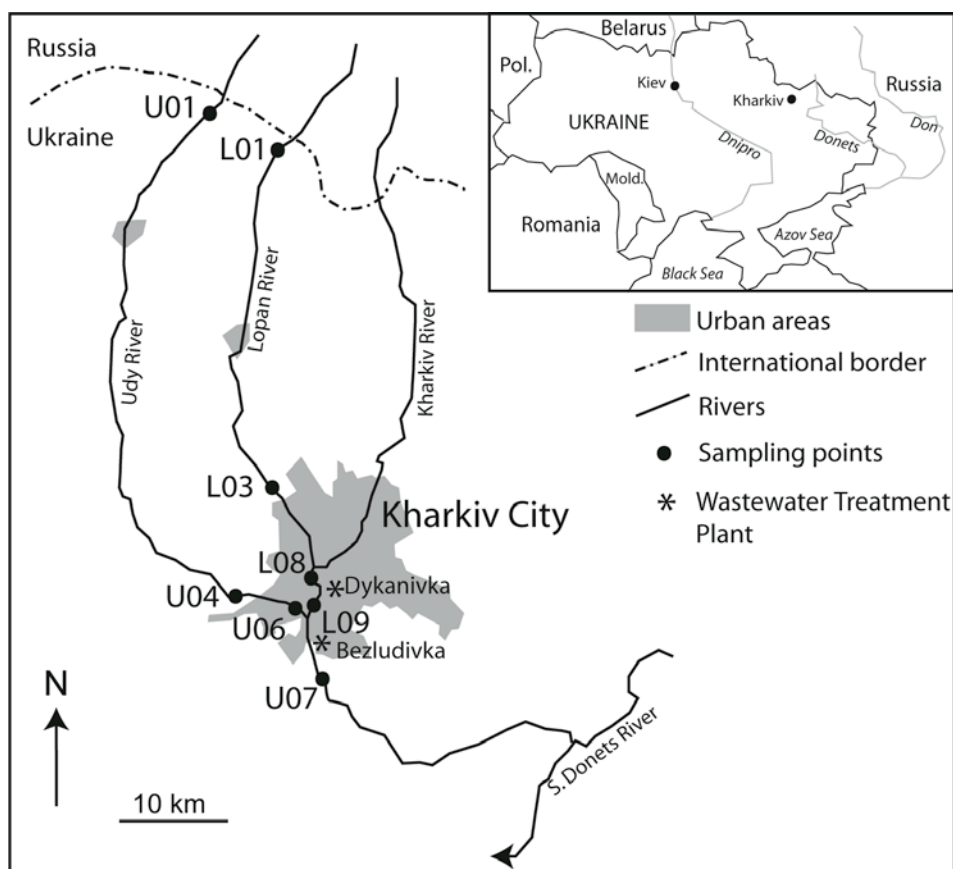 Russia
Ukraine
U01
L01
Udy River
Lopan River
Kharkiv River
L03
Kharkiv City
L08
Dykanivka
U04
U06
L09
Bezludivka
U07
S. Donets River
N
10 km
Belarus
Pol.
Kiev
Russia
Kharkiv
UKRAINE
Don
Donets
Dnipro
Mold.
Romania
Azov Sea
Black Sea
Urban areas
International border
Rivers
Sampling points
Wastewater Treatment
Plant